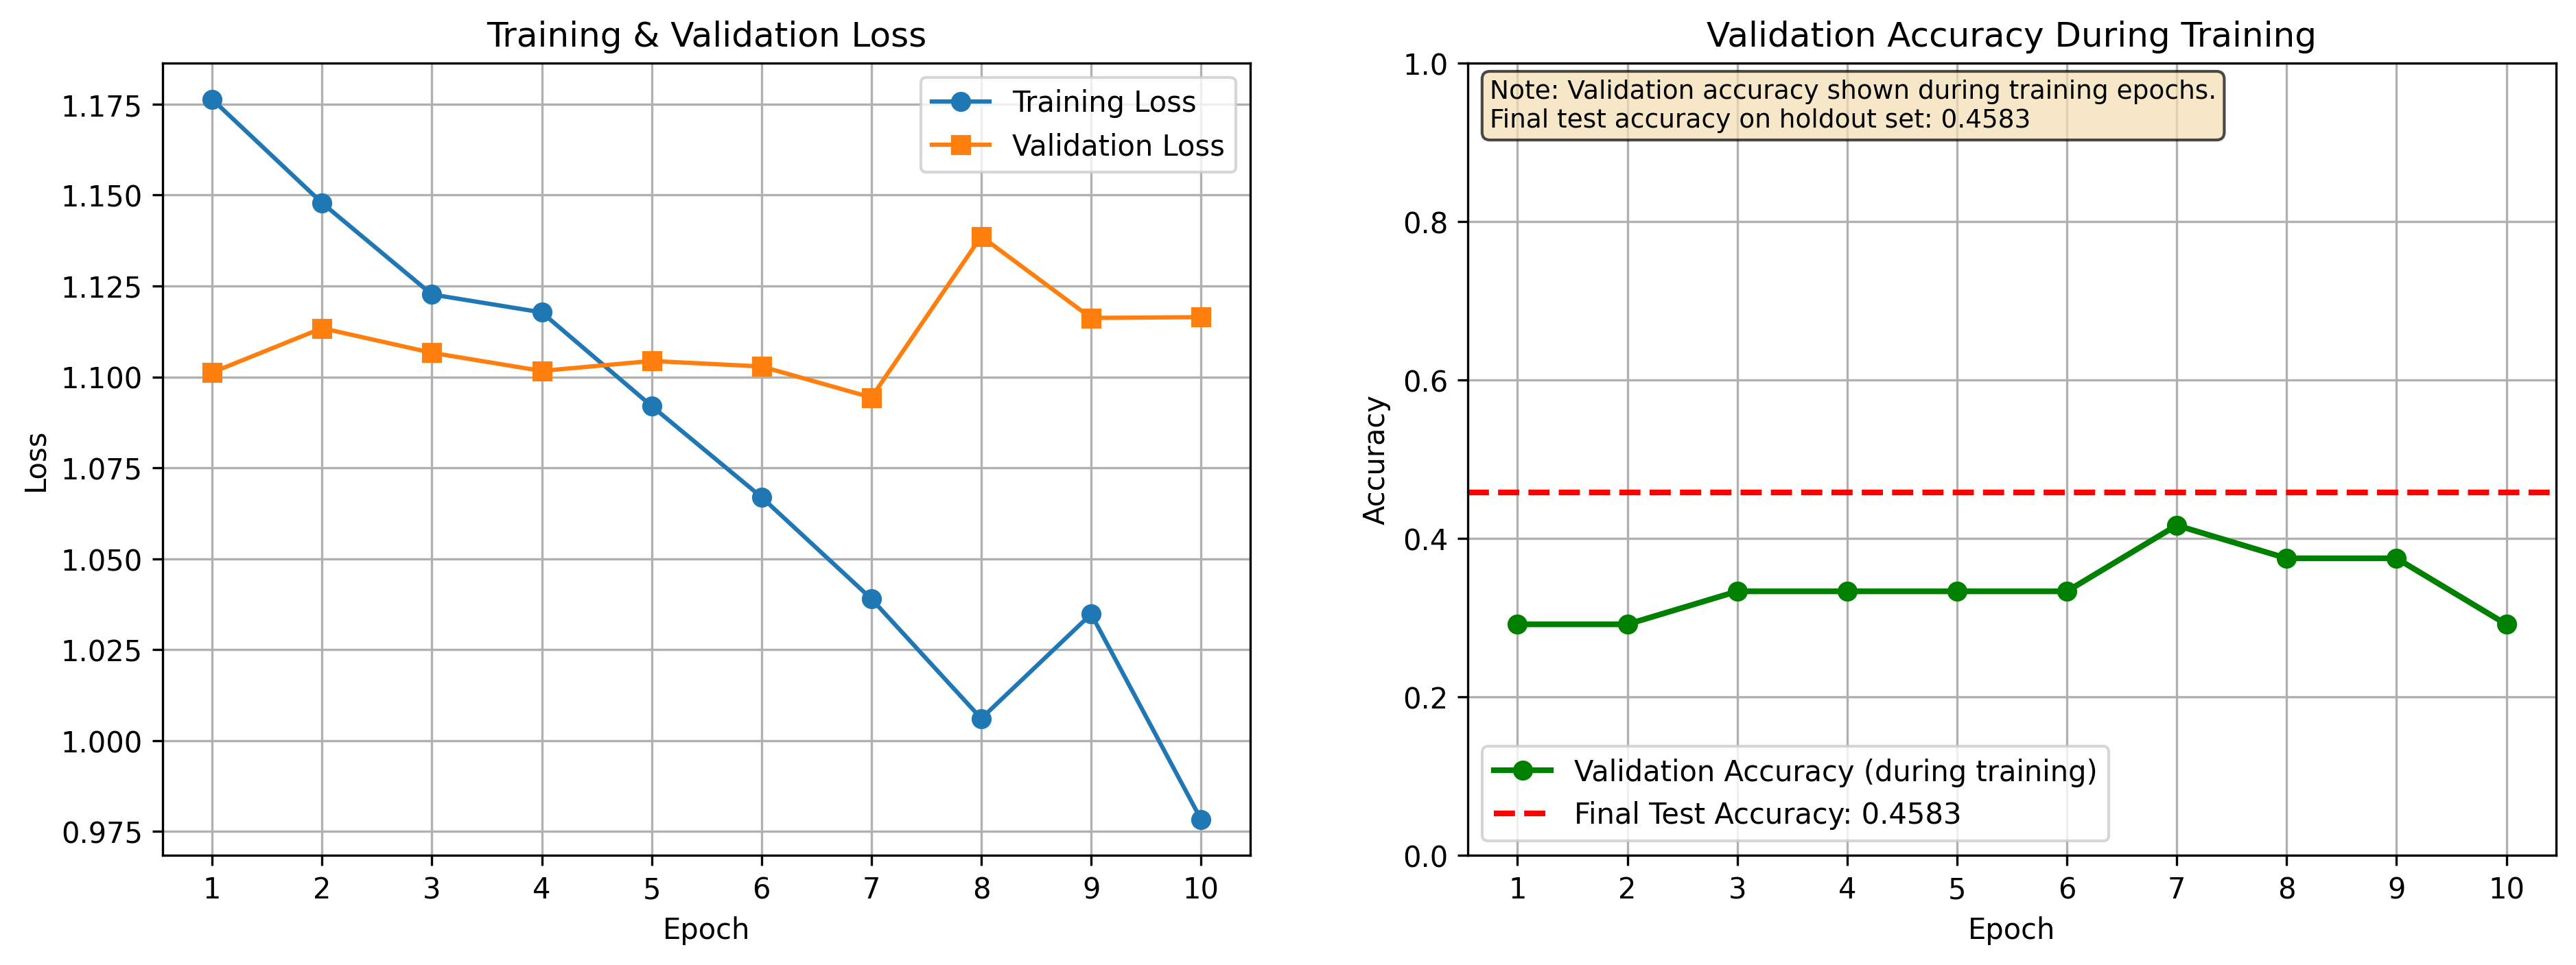 Training & Validation Loss
1.175
1.150
1.125
1.100
1.075
1.050
1.025
1.000
0.975
Loss
Training Loss
Validation Loss
1 2 3 4 5 6 7 8 9 10
Epoch
Validation Accuracy During Training
1.0
0.8
0.6
0.4
0.2
0.0
Accuracy
Note: Validation accuracy shown during training epochs.
Final test accuracy on holdout set: 0.4583
Validation Accuracy (during training)
Final Test Accuracy: 0.4583
1 2 3 4 5 6 7 8 9 10
Epoch